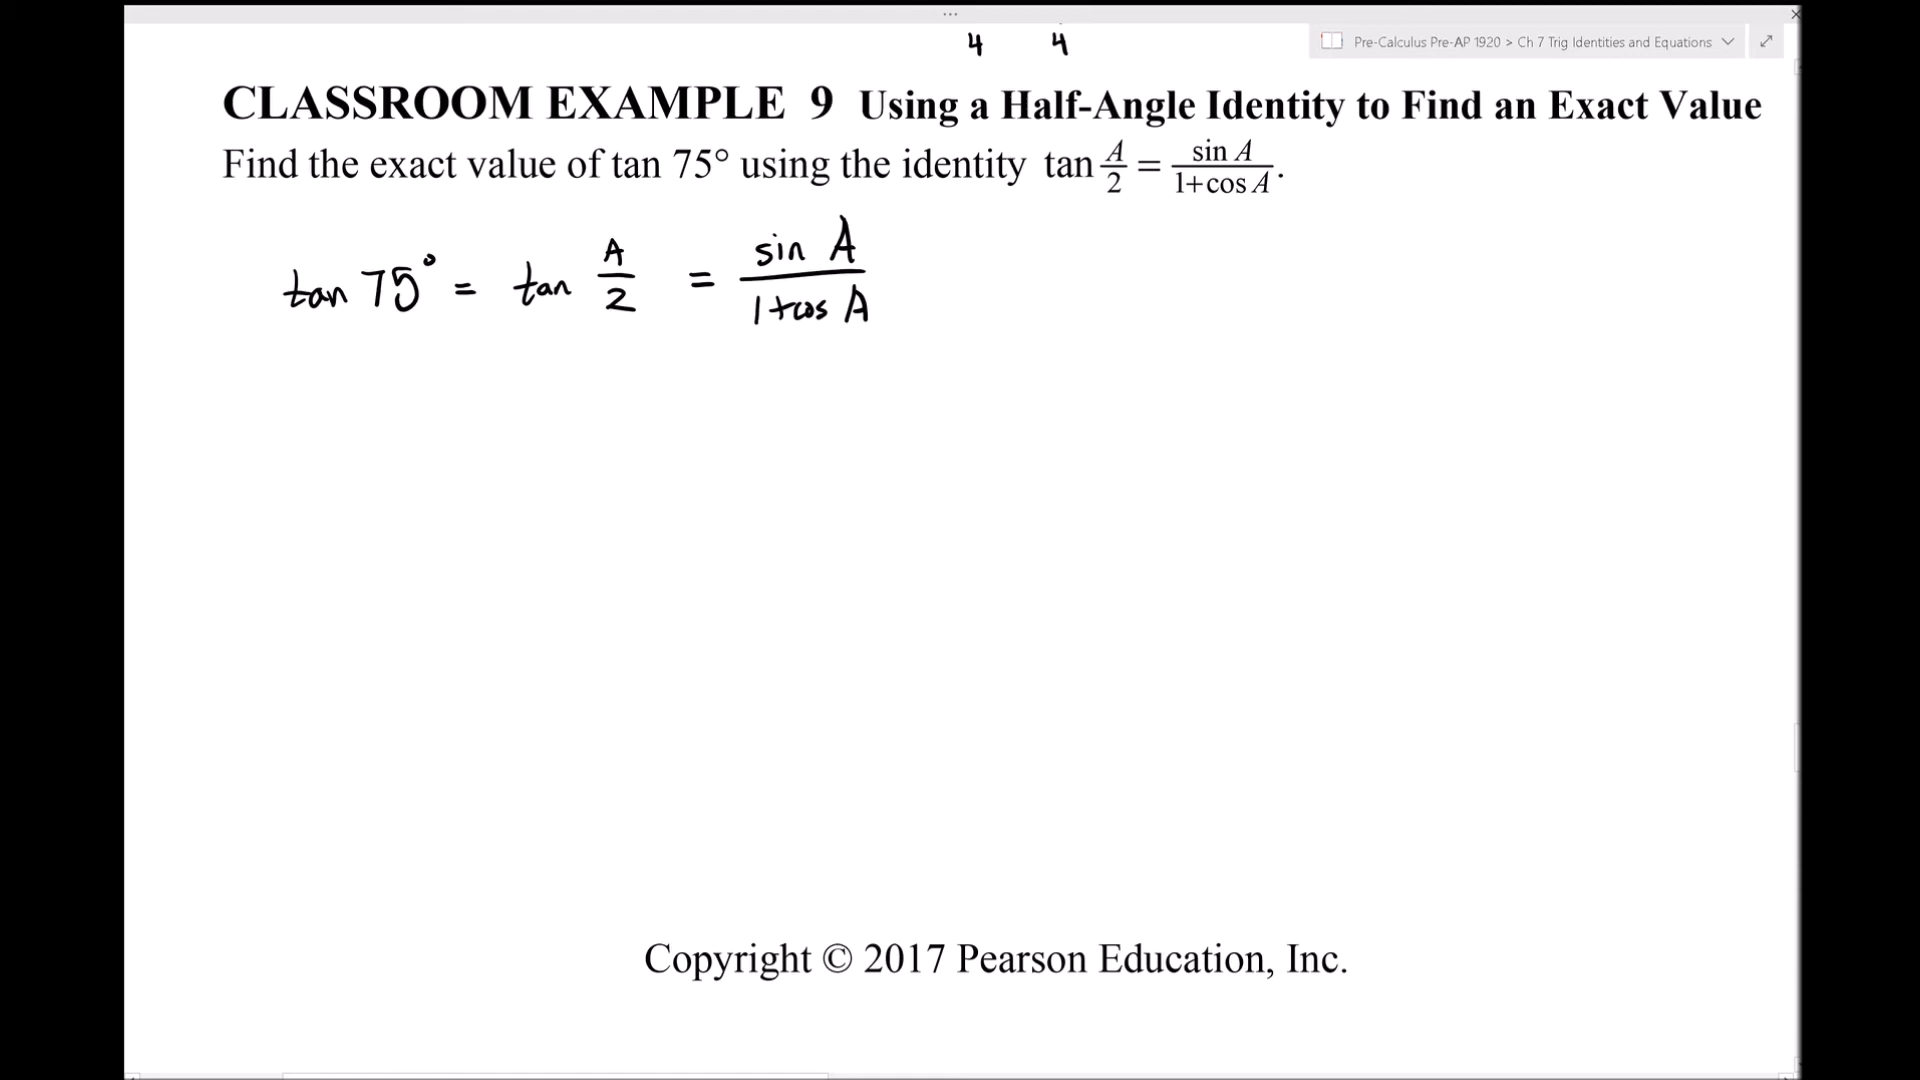 4 4
Pre-Calculus Pre-AP 1920 > Ch 7 Trig Identities and Equations
CLASSROOM EXAMPLE 9 Using a Half-Angle Identity to Find an Exact Value
Find the exact value of tan 75° using the identity tan A/2 = sin A/1+cos A.
tan 75° = tan A/2 = sin A/1+cos A
Copyright © 2017 Pearson Education, Inc.